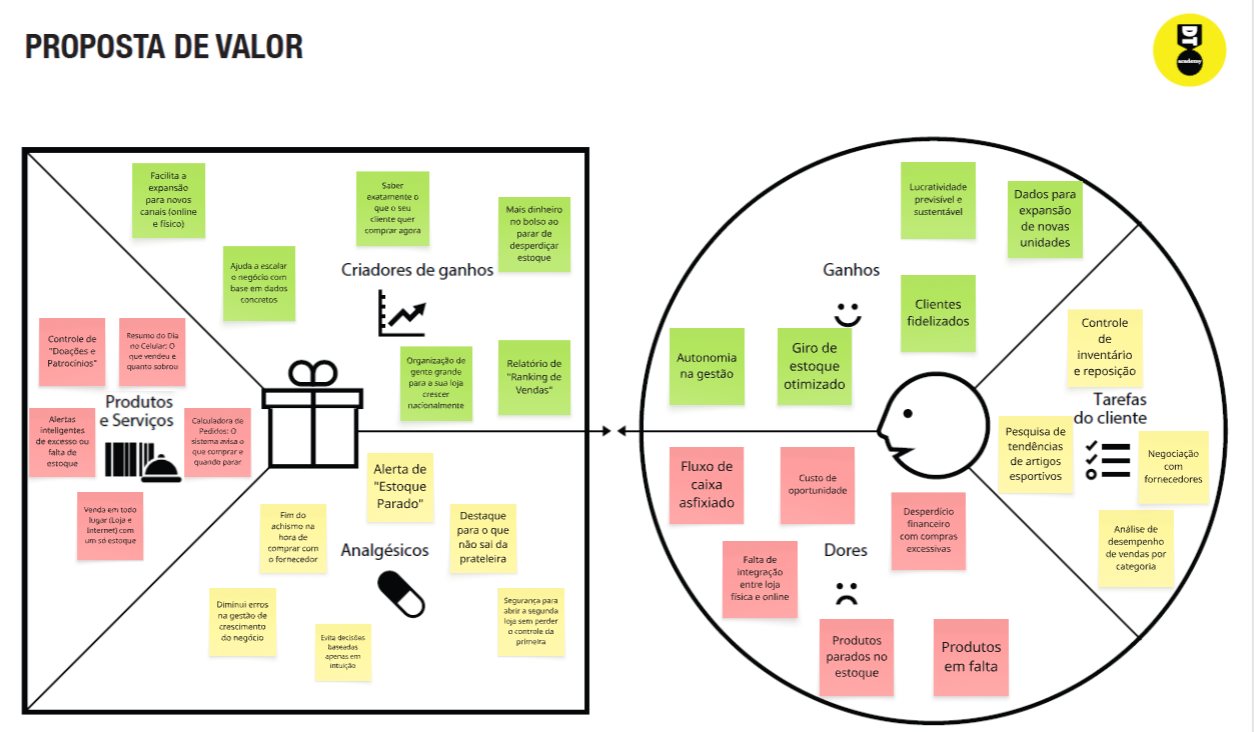 PROPOSTA DE VALOR
DT
academy
Facilita a
expansão
para novos
canais (online
e físico)
Saber
exatamente o
que o seu
cliente quer
comprar agora
Mais dinheiro
no bolso ao
parar de
desperdiçar
estoque
Ajuda a escalar
o negócio com
base em dados
concretos
Criadores de ganhos
Organização de
gente grande
para a sua loja
crescer
nacionalmente
Relatório de
"Ranking de
Vendas"
Controle de
"Doações e
Patrocínios"
Resumo do Dia
no Celular: O
que vendeu e
quanto sobrou
Produtos
e Serviços
Alertas
inteligentes
de excesso ou
falta de
estoque
Calculadora de
Pedidos: O
sistema avisa o
que comprar e
quando parar
Venda em todo
lugar (Loja e
Internet) com
um só estoque
Alerta de
"Estoque
Parado"
Fim do
achismo na
hora de
comprar com
o fornecedor
Analgésicos
Destaque
para o que
não sai da
prateleira
Diminui erros
na gestão de
crescimento
do negócio
Evita decisões
baseadas
apenas em
intuição
Segurança para
abrir a segunda
loja sem perder
o controle da
primeira
Lucratividade
previsível e
sustentável
Dados para
expansão
de novas
unidades
Ganhos
Clientes
fidelizados
Autonomia
na gestão
Giro de
estoque
otimizado
Controle
de
inventário
e reposição
Tarefas
do cliente
Pesquisa de
tendências
de artigos
esportivos
Negociação
com
fornecedores
Análise de
desempenho
de vendas por
categoria
Fluxo de
caixa
asfixiado
Custo de
oportunidade
Desperdício
financeiro
com compras
excessivas
Falta de
integração
entre loja
física e online
Dores
Produtos
parados no
estoque
Produtos
em falta